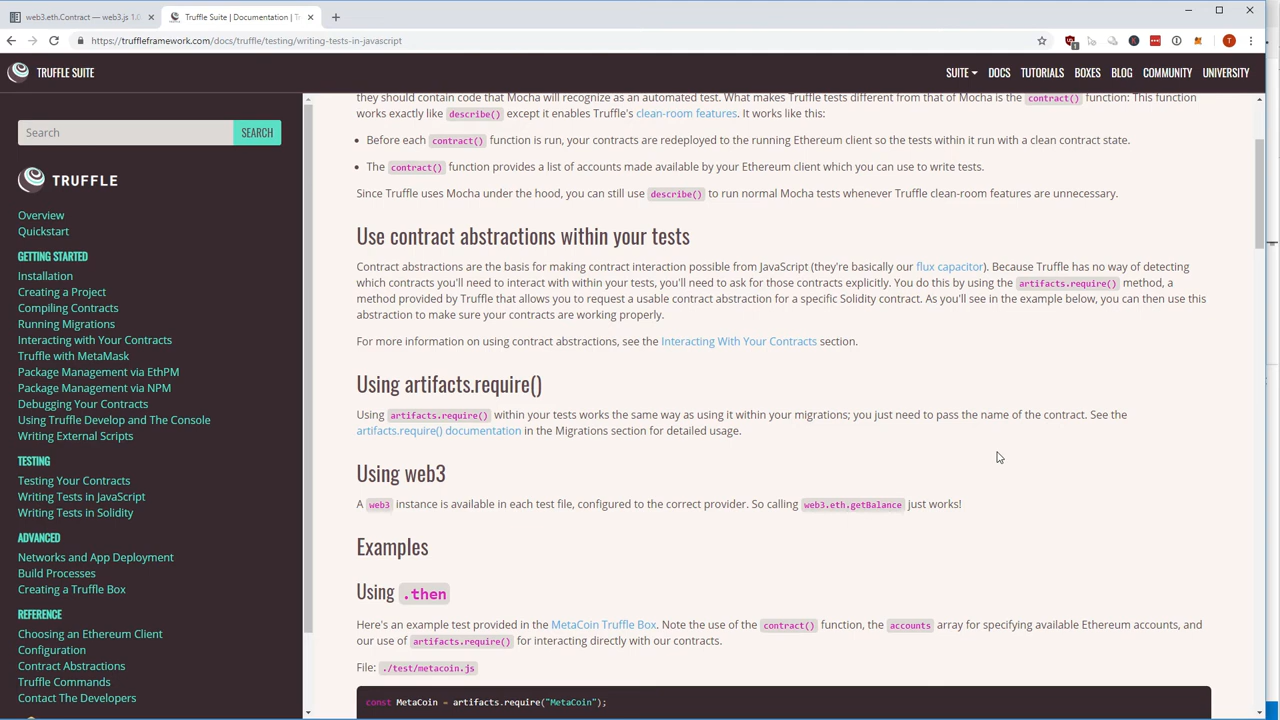 web3.eth.Contract — web3.js 1.0
Truffle Suite | Documentation | T
https://truffleframework.com/docs/truffle/testing/writing-tests-in-javascript
1
T
TRUFFLE SUITE
SUITE
DOCS
TUTORIALS
BOXES
BLOG
COMMUNITY
UNIVERSITY
Search
SEARCH
TRUFFLE
Overview
Quickstart
GETTING STARTED
Installation
Creating a Project
Compiling Contracts
Running Migrations
Interacting with Your Contracts
Truffle with MetaMask
Package Management via EthPM
Package Management via NPM
Debugging Your Contracts
Using Truffle Develop and The Console
Writing External Scripts
TESTING
Testing Your Contracts
Writing Tests in JavaScript
Writing Tests in Solidity
ADVANCED
Networks and App Deployment
Build Processes
Creating a Truffle Box
REFERENCE
Choosing an Ethereum Client
Configuration
Contract Abstractions
Truffle Commands
Contact The Developers
they should contain code that Mocha will recognize as an automated test. What makes Truffle tests different from that of Mocha is the contract() function: This function
works exactly like describe() except it enables Truffle's clean-room features. It works like this:
• Before each contract() function is run, your contracts are redeployed to the running Ethereum client so the tests within it run with a clean contract state.
• The contract() function provides a list of accounts made available by your Ethereum client which you can use to write tests.
Since Truffle uses Mocha under the hood, you can still use describe() to run normal Mocha tests whenever Truffle clean-room features are unnecessary.
Use contract abstractions within your tests
Contract abstractions are the basis for making contract interaction possible from JavaScript (they're basically our flux capacitor). Because Truffle has no way of detecting
which contracts you'll need to interact with within your tests, you'll need to ask for those contracts explicitly. You do this by using the artifacts.require() method, a
method provided by Truffle that allows you to request a usable contract abstraction for a specific Solidity contract. As you'll see in the example below, you can then use this
abstraction to make sure your contracts are working properly.
For more information on using contract abstractions, see the Interacting With Your Contracts section.
Using artifacts.require()
Using artifacts.require() within your tests works the same way as using it within your migrations; you just need to pass the name of the contract. See the
artifacts.require() documentation in the Migrations section for detailed usage.
Using web3
A web3 instance is available in each test file, configured to the correct provider. So calling web3.eth.getBalance just works!
Examples
Using .then
Here's an example test provided in the MetaCoin Truffle Box. Note the use of the contract() function, the accounts array for specifying available Ethereum accounts, and
our use of artifacts.require() for interacting directly with our contracts.
File: ./test/metacoin.js
const MetaCoin = artifacts.require("MetaCoin");